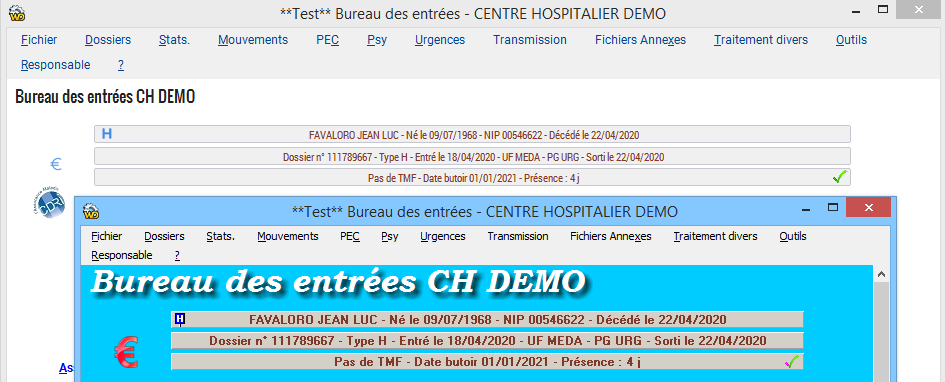 **Test** Bureau des entrées - CENTRE HOSPITALIER DEMO
Fichier Dossiers Stats. Mouvements PEC Psy Urgences Transmission Fichiers Annexes Traitement divers Outils
Responsable ?
Bureau des entrées CH DEMO
H FAVALORO JEAN LUC - Né le 09/07/1968 - NIP 00546622 - Décédé le 22/04/2020
Dossier n° 111789667 - Type H - Entré le 18/04/2020 - UF MEDA - PG URG - Sorti le 22/04/2020
€
Pas de TMF - Date butoir 01/01/2021 - Présence : 4 j
CDRi
**Test** Bureau des entrées - CENTRE HOSPITALIER DEMO
Fichier Dossiers Stats. Mouvements PEC Psy Urgences Transmission Fichiers Annexes Traitement divers Outils
Responsable ?
Bureau des entrées CH DEMO
H FAVALORO JEAN LUC - Né le 09/07/1968 - NIP 00546622 - Décédé le 22/04/2020
Dossier n° 111789667 - Type H - Entré le 18/04/2020 - UF MEDA - PG URG - Sorti le 22/04/2020
€
Pas de TMF - Date butoir 01/01/2021 - Présence : 4 j
As